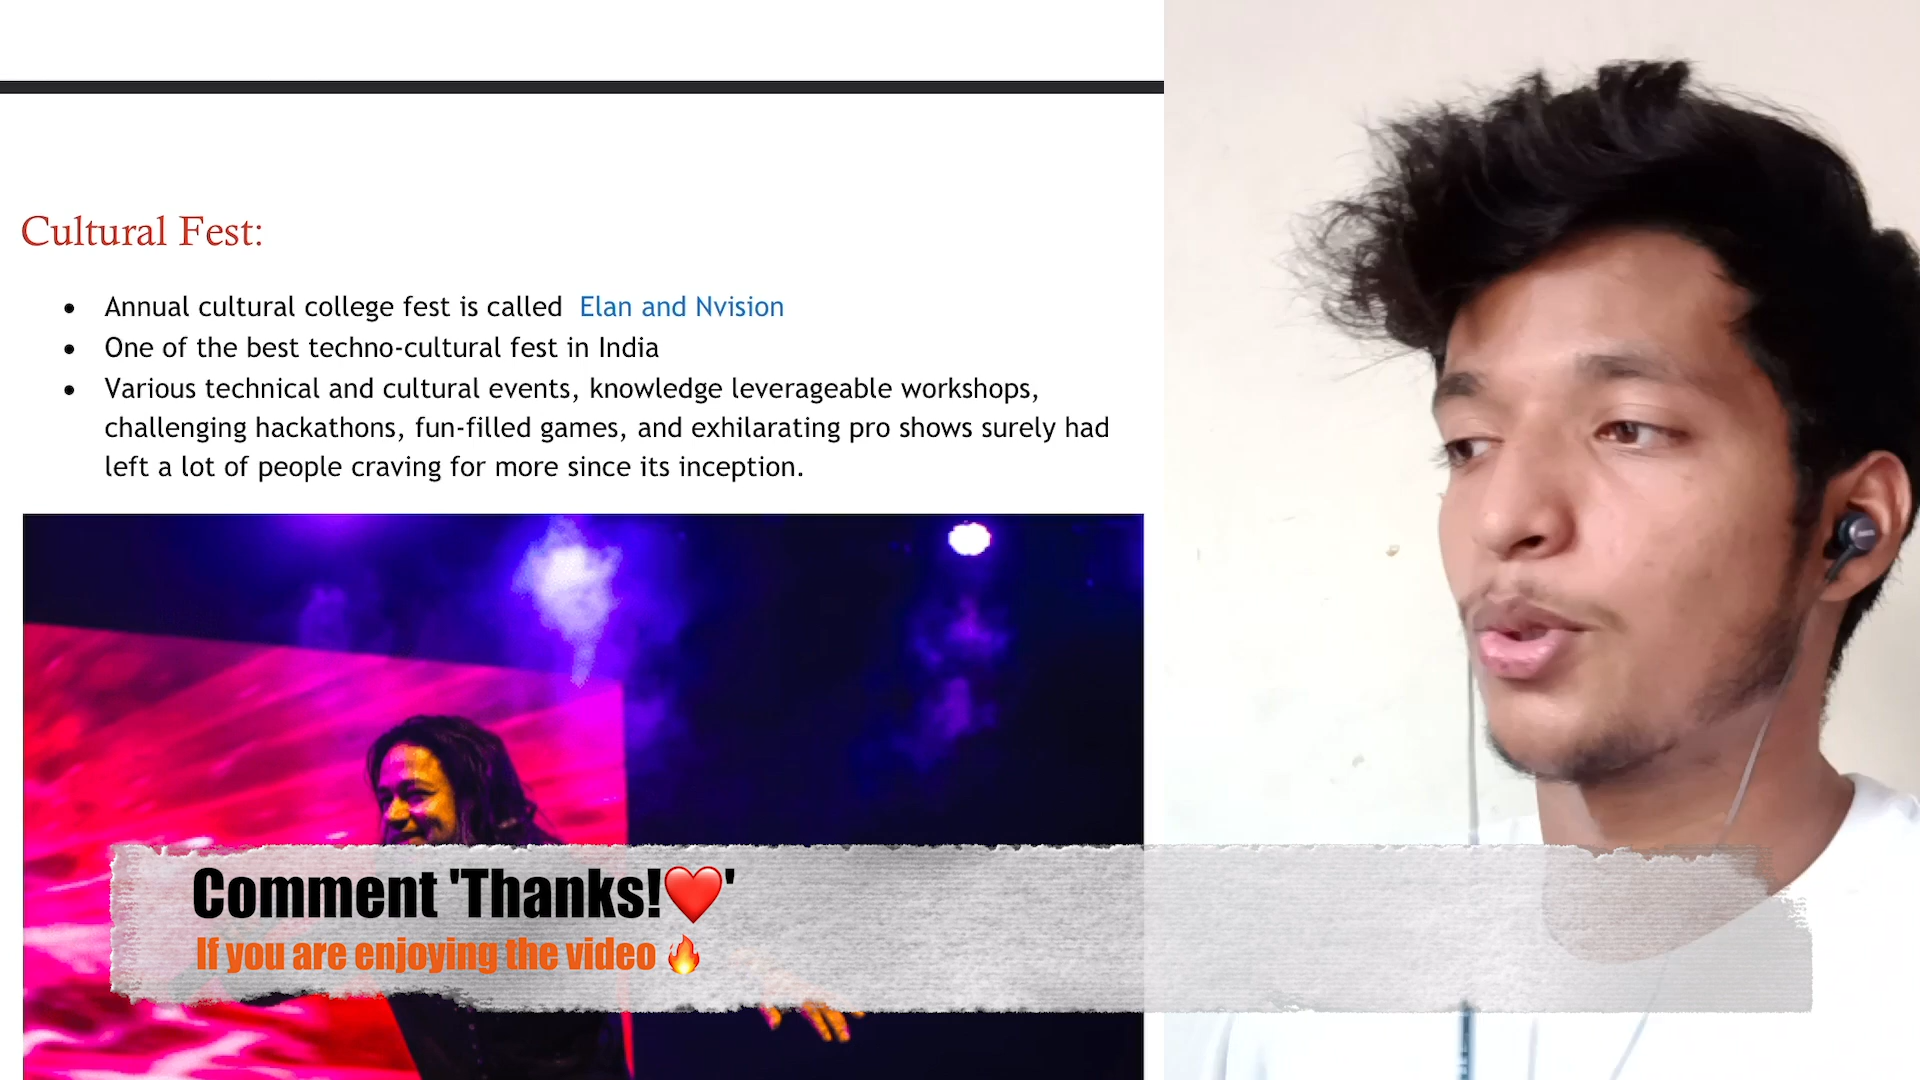 Cultural Fest:
Annual cultural college fest is called Elan and Nvision
One of the best techno-cultural fest in India
Various technical and cultural events, knowledge leverageable workshops,
challenging hackathons, fun-filled games, and exhilarating pro shows surely had
left a lot of people craving for more since its inception.
Comment 'Thanks!❤️'
If you are enjoying the video 🔥